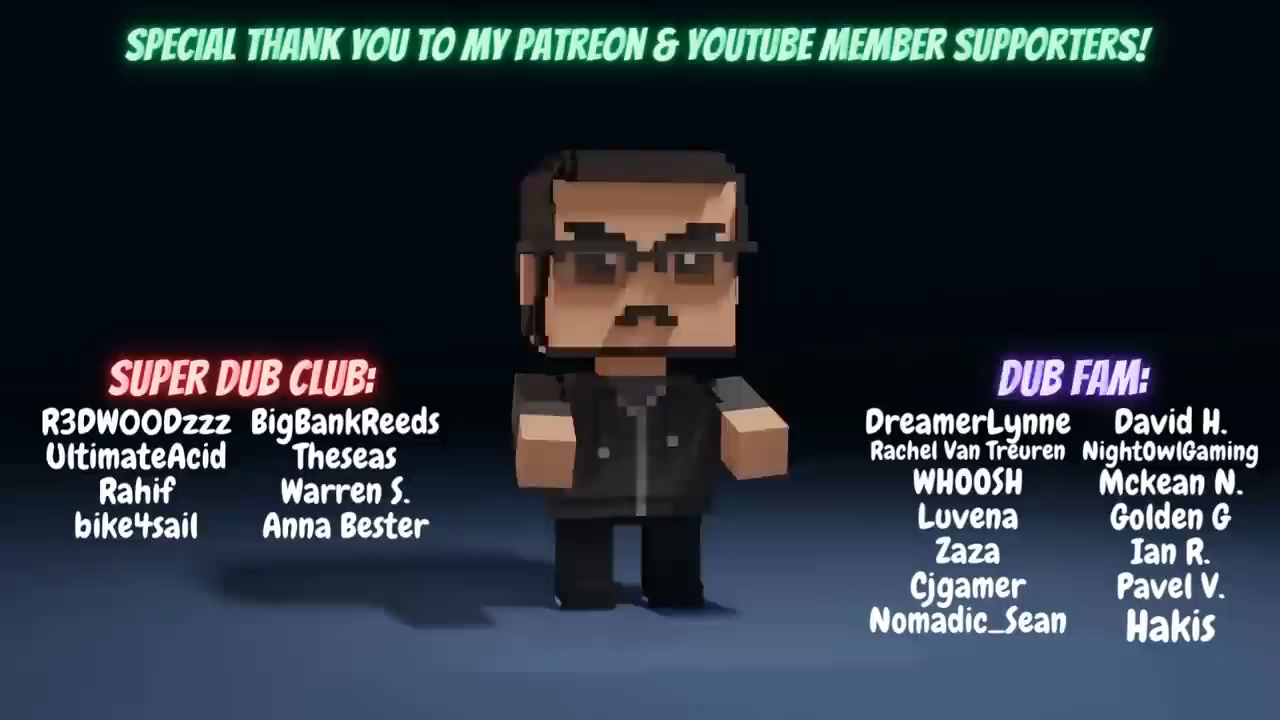 SPECIAL THANK YOU TO MY PATREON & YOUTUBE MEMBER SUPPORTERS!
SUPER DUB CLUB:
R3DWOODzzz BigBankReeds
UltimateAcid Theseas
Rahif Warren S.
bike4sail Anna Bester
DUB FAM:
DreamerLynne David H.
Rachel Van Treuren NightOwlGaming
WHOOSH Mckean N.
Luvena Golden G
Zaza Ian R.
Cjgamer Pavel V.
Nomadic_Sean Hakis